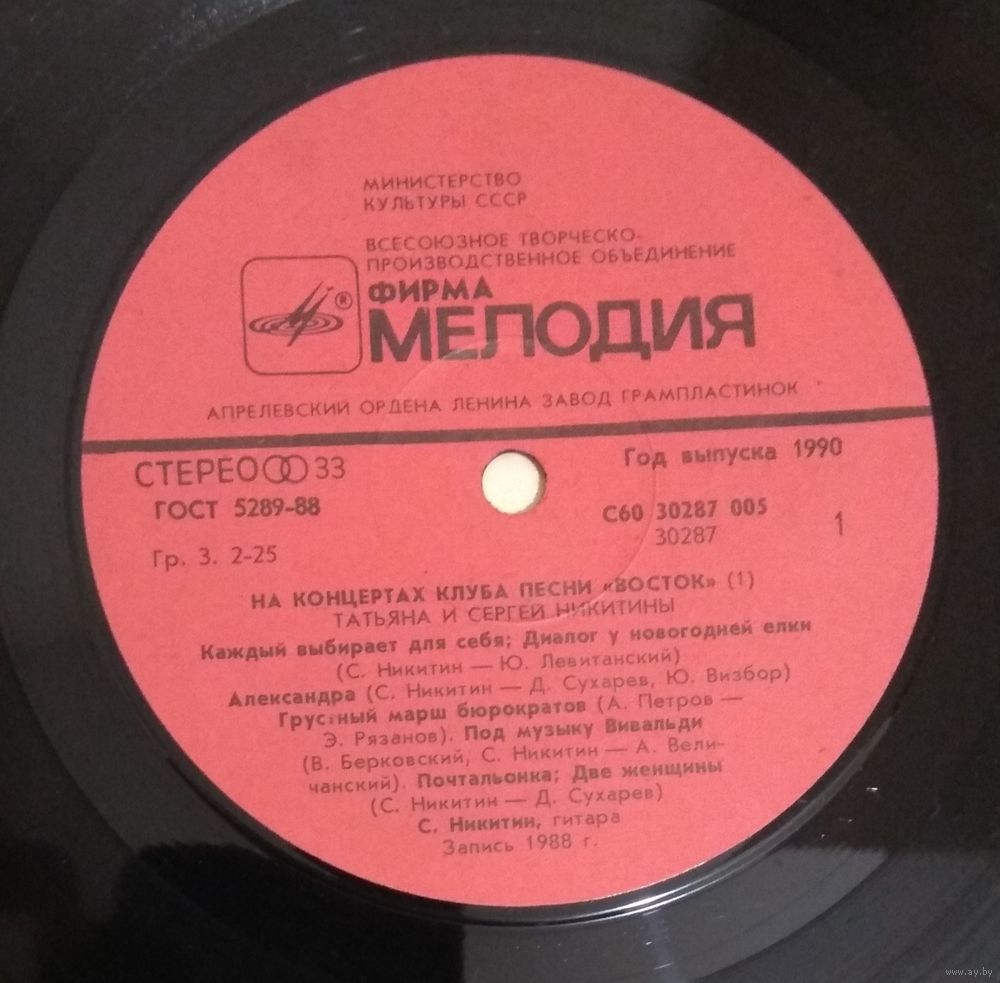 МИНИСТЕРСТВО
КУЛЬТУРЫ СССР
ВСЕСОЮЗНОЕ ТВОРЧЕСКО-
ПРОИЗВОДСТВЕННОЕ ОБЪЕДИНЕНИЕ
®
ФИРМА
МЕЛОДИЯ
АПРЕЛЕВСКИЙ ОРДЕНА ЛЕНИНА ЗАВОД ГРАМПЛАСТИНОК
СТЕРЕО 33
Год выпуска 1990
ГОСТ 5289-88
С60 30287 005
30287
1
Гр. 3. 2-25
НА КОНЦЕРТАХ КЛУБА ПЕСНИ «ВОСТОК» (1)
ТАТЬЯНА И СЕРГЕЙ НИКИТИНЫ
Каждый выбирает для себя; Диалог у новогодней елки
(С. Никитин — Ю. Левитанский)
Александра (С. Никитин — Д. Сухарев, Ю. Визбор)
Грустный марш бюрократов (А. Петров —
Э. Рязанов). Под музыку Вивальди
(В. Берковский, С. Никитин — А. Вели-
чанский). Почтальонка; Две женщины
(С. Никитин — Д. Сухарев)
С. Никитин, гитара
Запись 1988 г.
www.ay.by